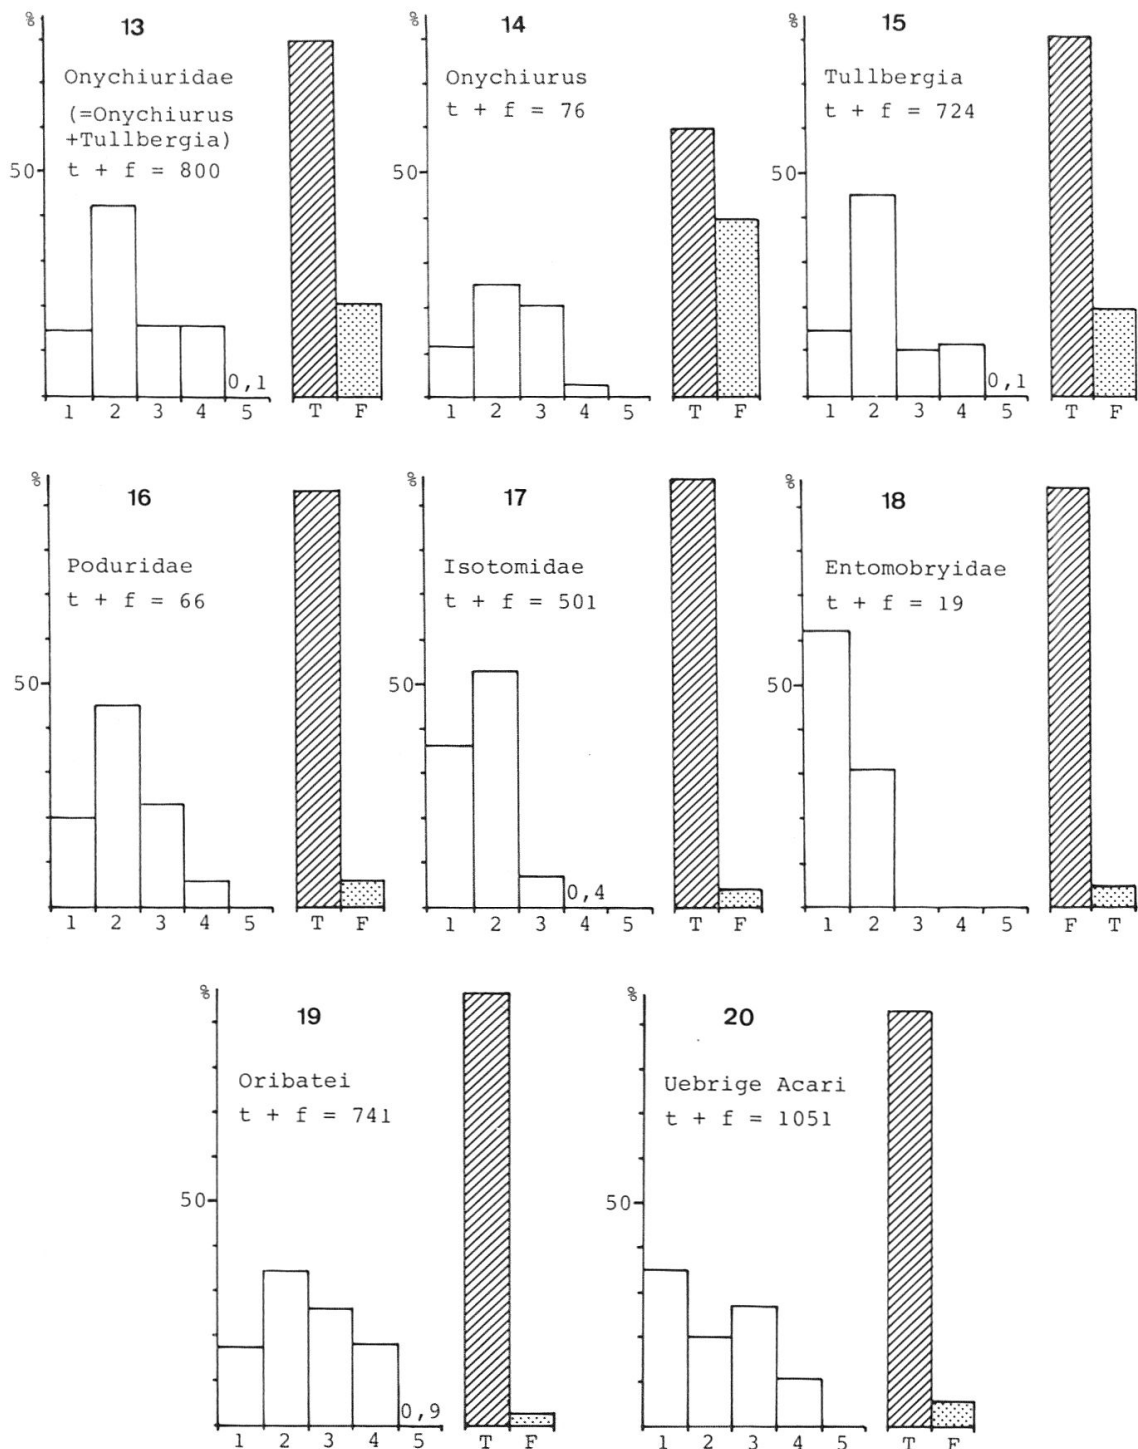 13
%
Onychiuridae
(=Onychiurus
+Tullbergia)
t + f = 800
50
0,1
1 2 3 4 5 T F
14
%
Onychiurus
t + f = 76
50
1 2 3 4 5 T F
15
%
Tullbergia
t + f = 724
50
0,1
1 2 3 4 5 T F
16
%
Poduridae
t + f = 66
50
1 2 3 4 5 T F
17
%
Isotomidae
t + f = 501
50
0,4
1 2 3 4 5 T F
18
%
Entomobryidae
t + f = 19
50
1 2 3 4 5 F T
19
%
Oribatei
t + f = 741
50
0,9
1 2 3 4 5 T F
20
%
Uebrige Acari
t + f = 1051
50
1 2 3 4 5 T F